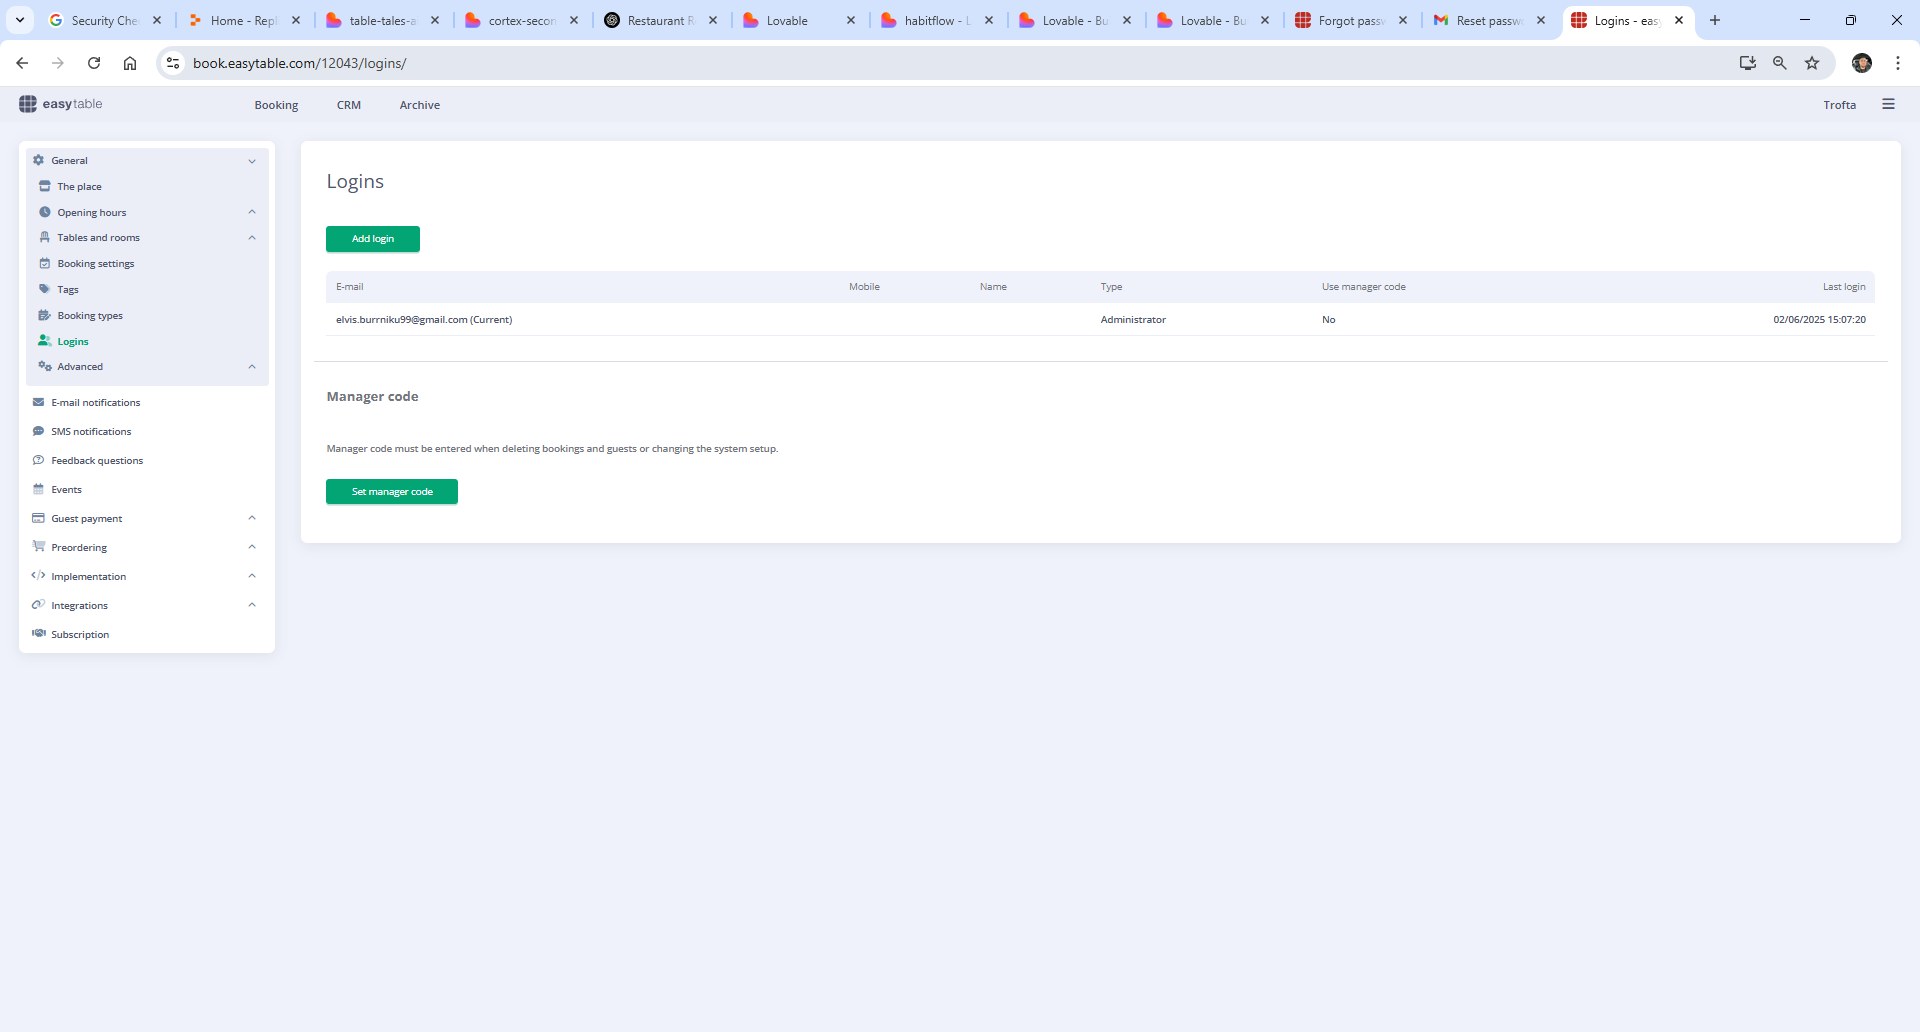 Security Che
Home - Repl
table-tales-a
cortex-secon
Restaurant R
Lovable
habitflow - L
Lovable - Bu
Lovable - Bu
Forgot passw
Reset passw
Logins - easy
book.easytable.com/12043/logins/
easytable
Booking
CRM
Archive
Trofta
General
The place
Opening hours
Tables and rooms
Booking settings
Tags
Booking types
Logins
Advanced
E-mail notifications
SMS notifications
Feedback questions
Events
Guest payment
Preordering
Implementation
Integrations
Subscription
Logins
Add login
E-mail Mobile Name Type Use manager code Last login
elvis.burrniku99@gmail.com (Current) Administrator No 02/06/2025 15:07:20
Manager code
Manager code must be entered when deleting bookings and guests or changing the system setup.
Set manager code